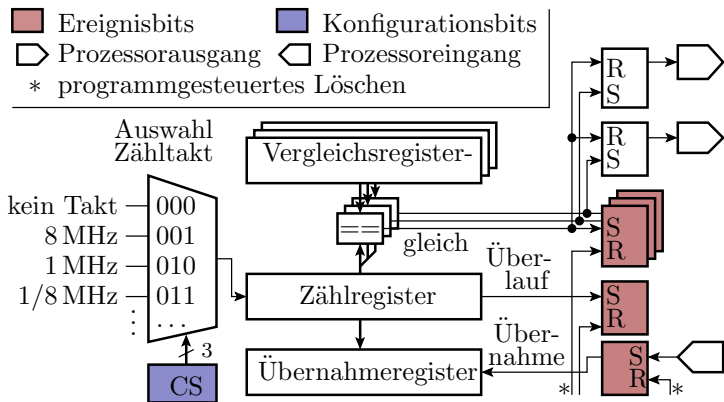 Ereignisbits
Konfigurationsbits
Prozessorausgang
Prozessoreingang
* programmgesteuertes Löschen
R
S
Auswahl
Zähltakt
Vergleichsregister-
R
S
kein Takt
000
8 MHz
001
1 MHz
010
1/8 MHz
011
. . .
==
gleich
S
R
Zählregister
Über-
lauf
S
R
3
CS
Übernahmeregister
Über-
nahme
S
R
*
*